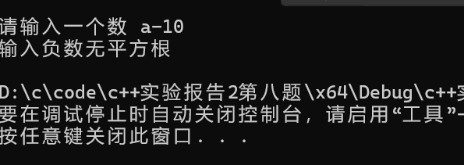 请输入一个数 a-10
输入负数无平方根
D:\c\code\c++实验报告2第八题\x64\Debug\c++实
要在调试停止时自动关闭控制台，请启用“工具”-
按任意键关闭此窗口. . .